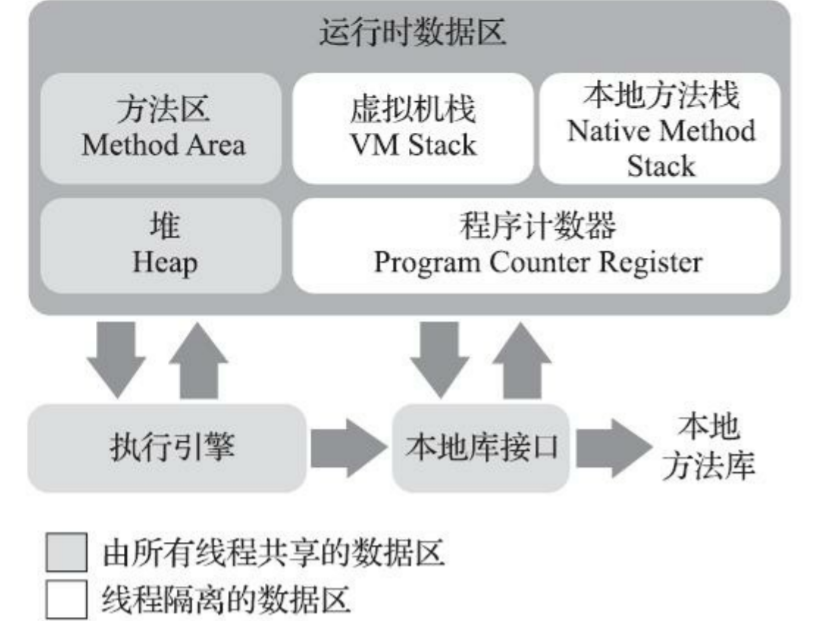 运行时数据区
方法区
Method Area
虚拟机栈
VM Stack
本地方法栈
Native Method
Stack
堆
Heap
程序计数器
Program Counter Register
执行引擎
本地库接口
本地
方法库
由所有线程共享的数据区
线程隔离的数据区